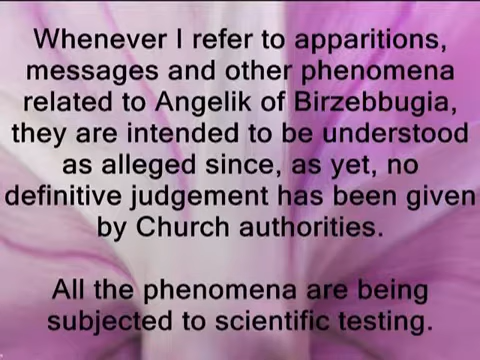 Whenever I refer to apparitions,
messages and other phenomena
related to Angelik of Birzebbugia,
they are intended to be understood
as alleged since, as yet, no
definitive judgement has been given
by Church authorities.
All the phenomena are being
subjected to scientific testing.